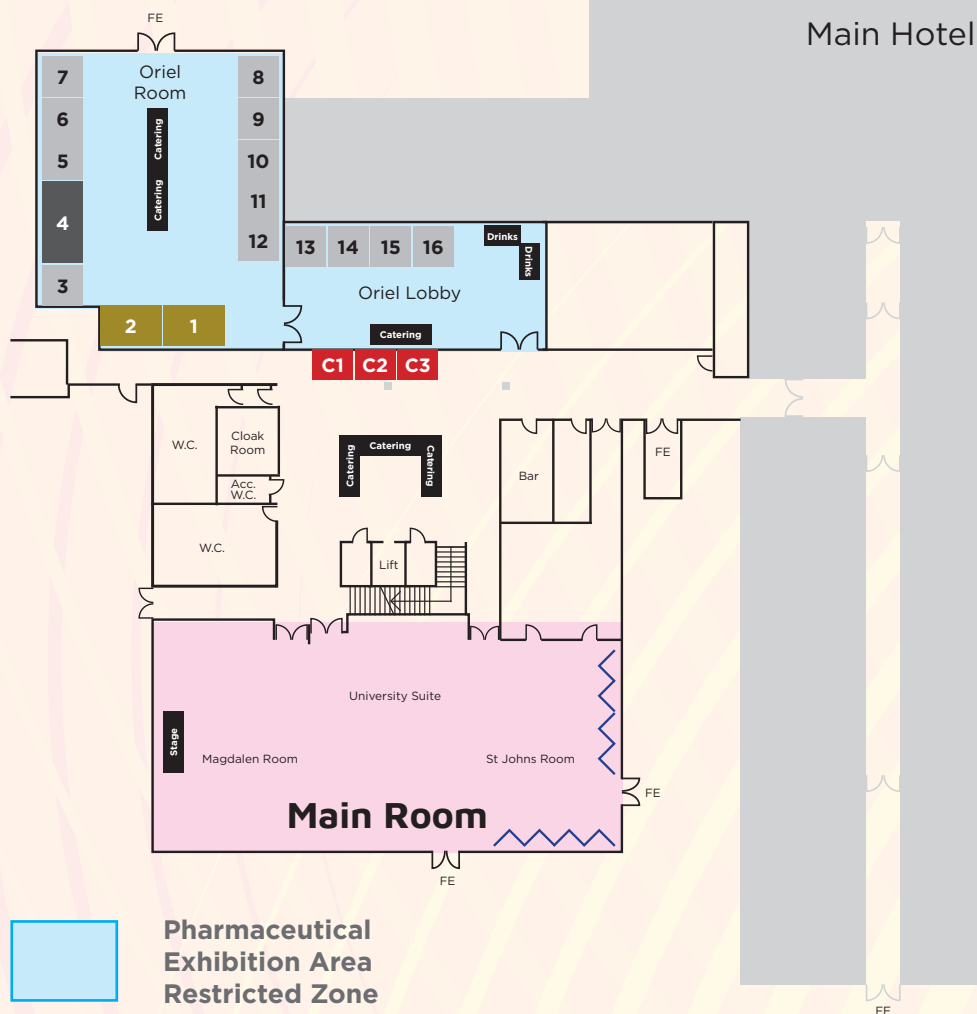 FE
Main Hotel
7
Oriel
Room
8
6
Catering
9
5
10
Catering
4
11
12
13
14
15
16
Drinks
Drinks
3
Oriel Lobby
2
1
Catering
C1
C2
C3
W.C.
Cloak
Room
Catering
Catering
Catering
Bar
FE
Acc.
W.C.
W.C.
Lift
University Suite
Stage
Magdalen Room
St Johns Room
FE
Main Room
FE
Pharmaceutical
Exhibition Area
Restricted Zone
FE